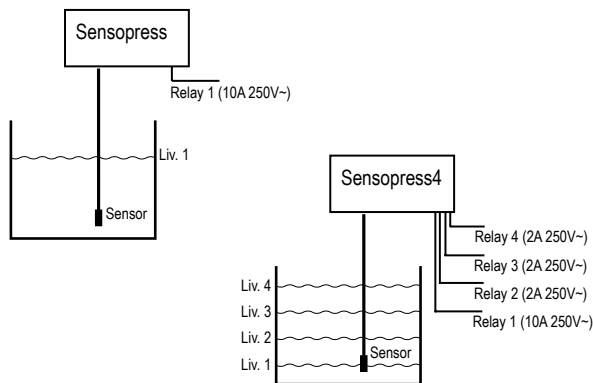 Sensopress
Relay 1 (10A 250V~)
Liv. 1
Sensor
Sensopress4
Relay 4 (2A 250V~)
Relay 3 (2A 250V~)
Relay 2 (2A 250V~)
Relay 1 (10A 250V~)
Liv. 4
Liv. 3
Liv. 2
Liv. 1
Sensor